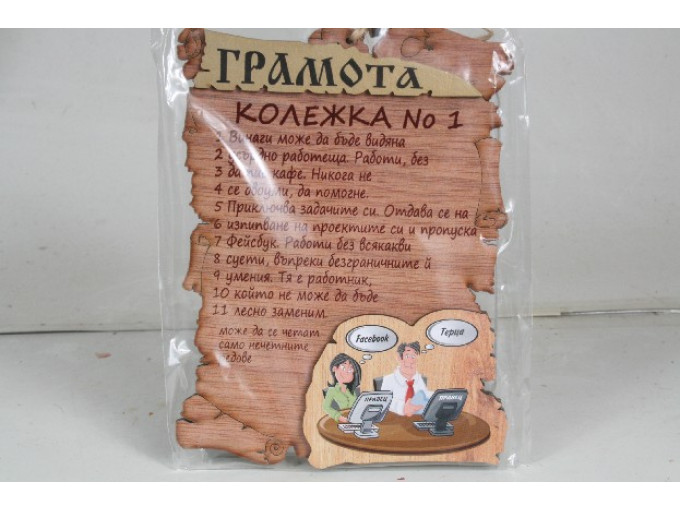 ГРАМОТА
КОЛЕЖКА No 1
1 Винаги може да бъде видяна
2 усърдно работеща. Работи, без
3 да пие кафе. Никога не
4 се обоуми, да помогне.
5 Приключва задачите си. Отдава се на
6 изпипване на проектите си и пропуска
7 Фейсбук. Работи без всякакви
8 суети, въпреки безграничните й
9 умения. Тя е работник,
10 който не може да бъде
11 лесно заменим.
може да се четат
само нечетните
редове
Facebook
Терца
ПРАВЕЦ
ПРАВЕЦ